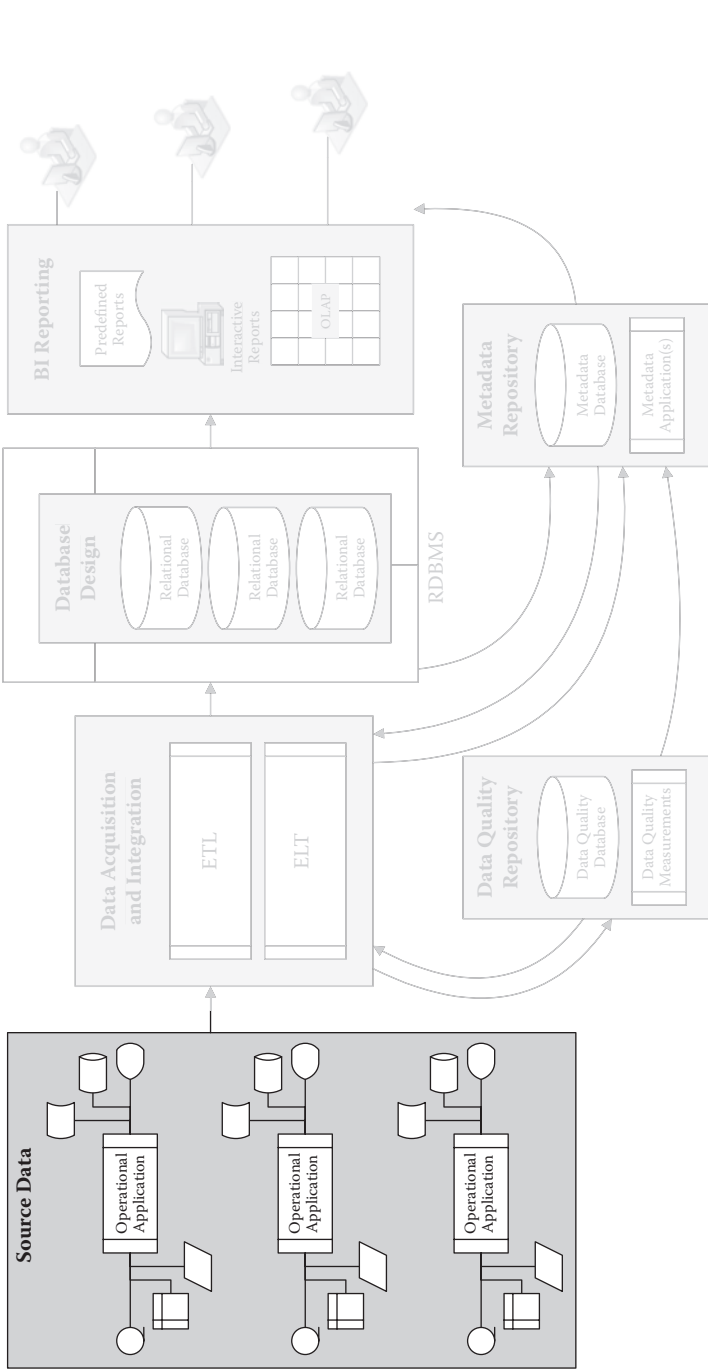 Source Data
Operational
Application
Operational
Application
Operational
Application
Data Acquisition
and Integration
ETL
ELT
Data Quality
Repository
Data Quality
Database
Data Quality
Measurements
Database
Design
Relational
Database
Relational
Database
Relational
Database
RDBMS
BI Reporting
Predefined
Reports
Interactive
Reports
OLAP
Metadata
Repository
Metadata
Database
Metadata
Application(s)